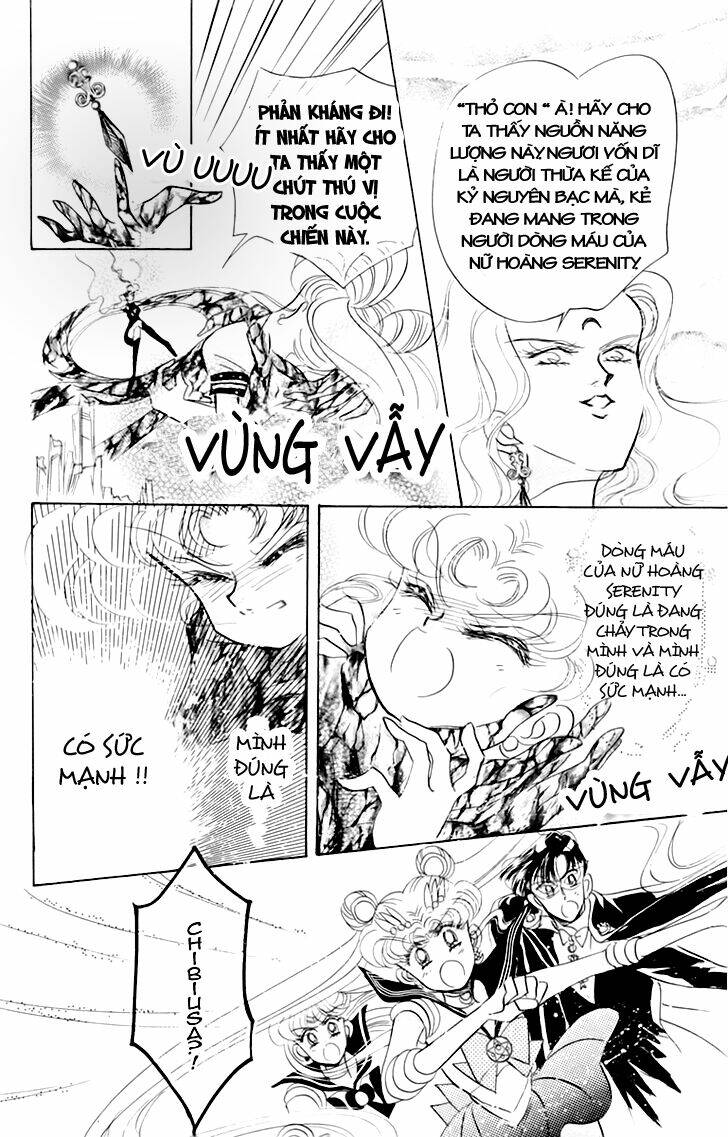 “THỎ CON “ À! HÃY CHO
TA THẤY NGUỒN NĂNG
LƯỢNG NÀY.NGƯƠI VỐN DĨ
LÀ NGƯỜI THỪA KẾ CỦA
KỶ NGUYÊN BẠC MÀ, KẺ
ĐANG MANG TRONG
NGƯỜI DÒNG MÁU CỦA
NỮ HOÀNG SERENITY.
PHẢN KHÁNG ĐI!
ÍT NHẤT HÃY CHO
TA THẤY MỘT
CHÚT THÚ VỊ
TRONG CUỘC
CHIẾN NÀY.
VÙ UUUU
VÙNG VẪY
DÒNG MÁU
CỦA NỮ HOÀNG
SERENITY
ĐÚNG LÀ ĐANG
CHẢY TRONG
MÌNH VÀ MÌNH
ĐÚNG LÀ CÓ
SỨC MẠNH...
VÙNG VẪY
MÌNH
ĐÚNG
LÀ
CÓ SỨC
MẠNH !!
CHIBIUSA?!